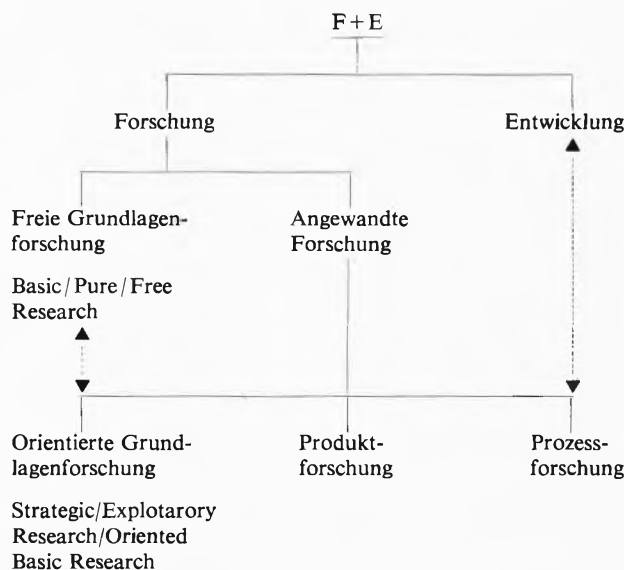 F + E
Forschung
Entwicklung
Freie Grundlagen-
forschung
Angewandte
Forschung
Basic / Pure / Free
Research
Orientierte Grund-
lagenforschung
Produkt-
forschung
Prozess-
forschung
Strategic/Explotarory
Research/Oriented
Basic Research